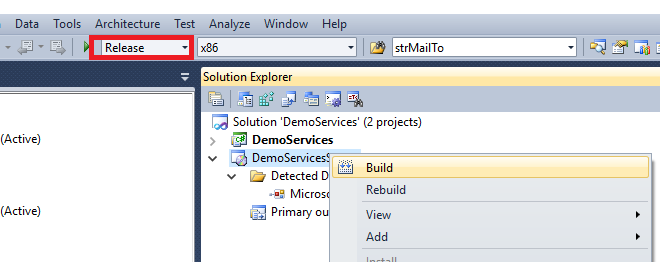 Data Tools Architecture Test Analyze Window Help
Release x86 strMailTo
Solution Explorer
Solution 'DemoServices' (2 projects)
(Active)
C# DemoServices
DemoServicesS
Build
Detected D
Rebuild
Microso
(Active)
Primary ou
View
Add
Install